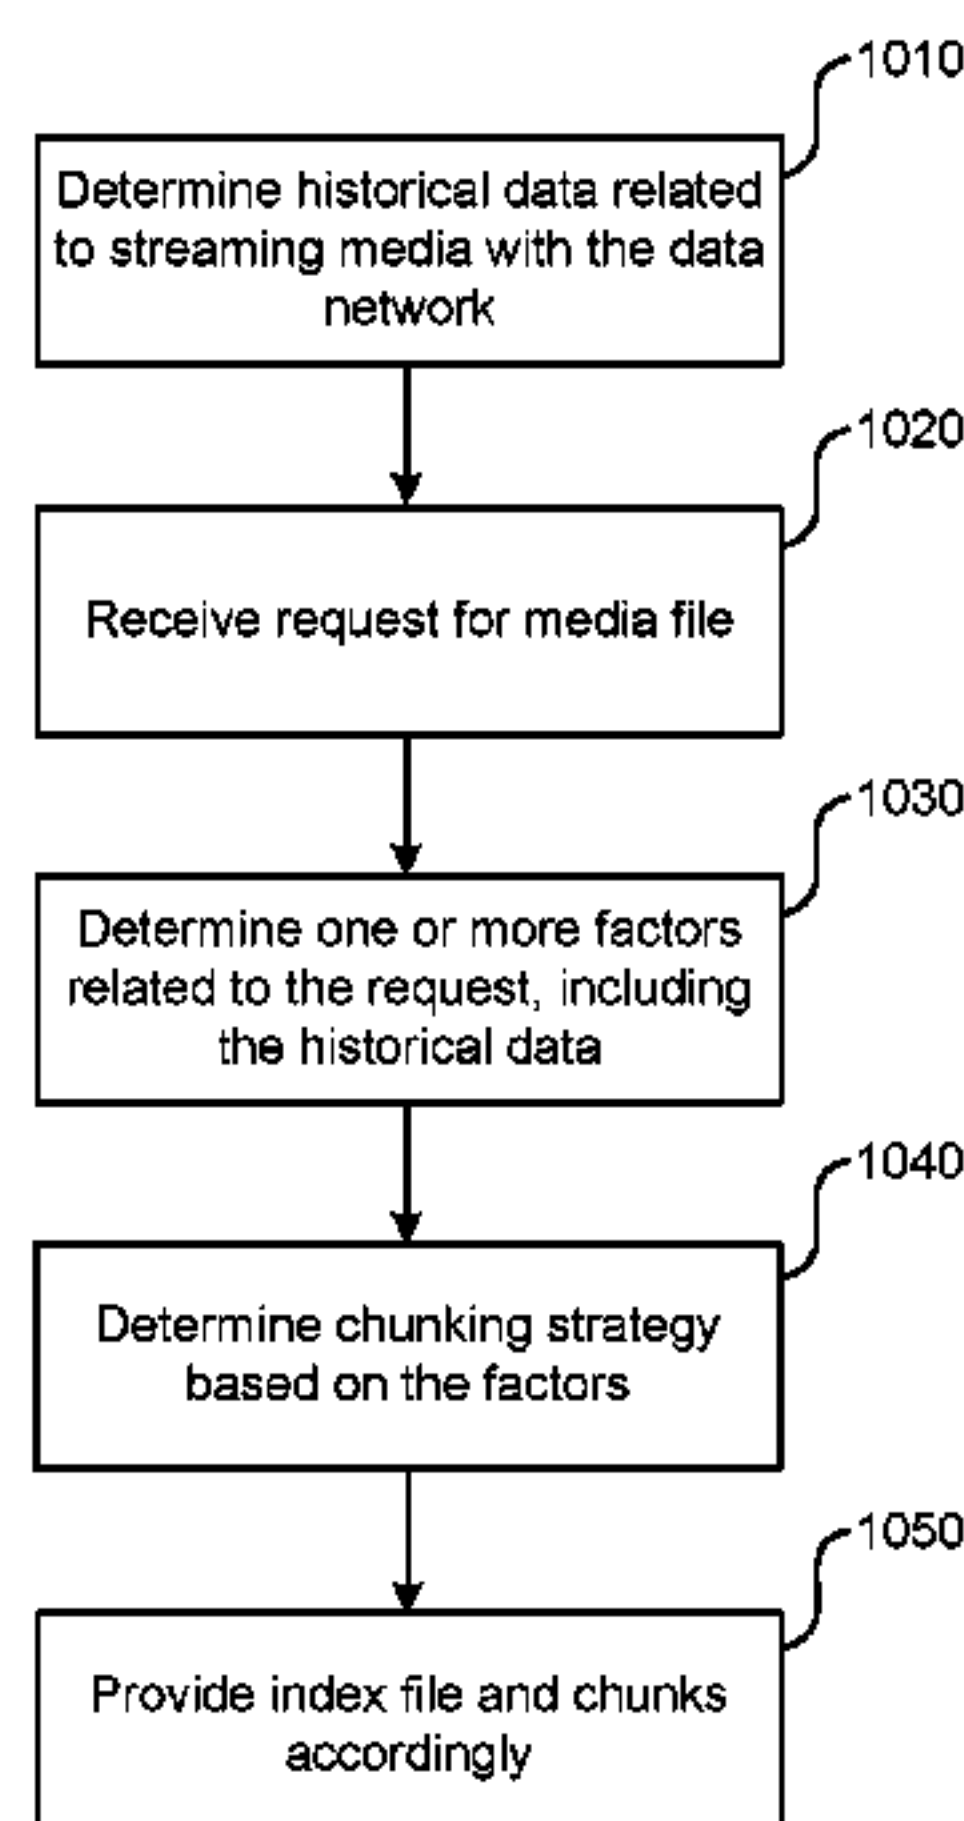 1010
Determine historical data related
to streaming media with the data
network
1020
Receive request for media file
1030
Determine one or more factors
related to the request, including
the historical data
1040
Determine chunking strategy
based on the factors
1050
Provide index file and chunks
accordingly